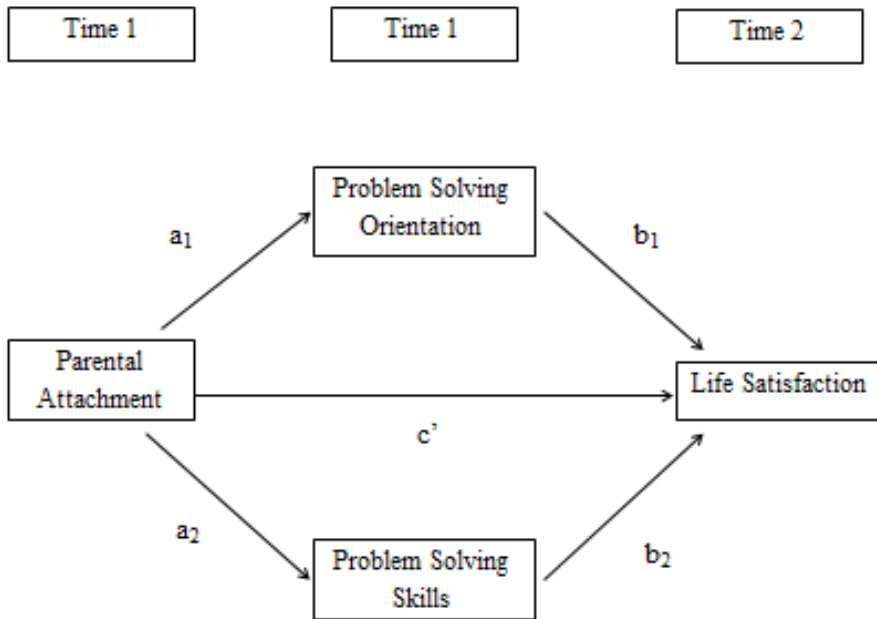 Time 1
Time 1
Time 2
Problem Solving
Orientation
a₁
b₁
Parental
Attachment
Life Satisfaction
c’
a₂
b₂
Problem Solving
Skills